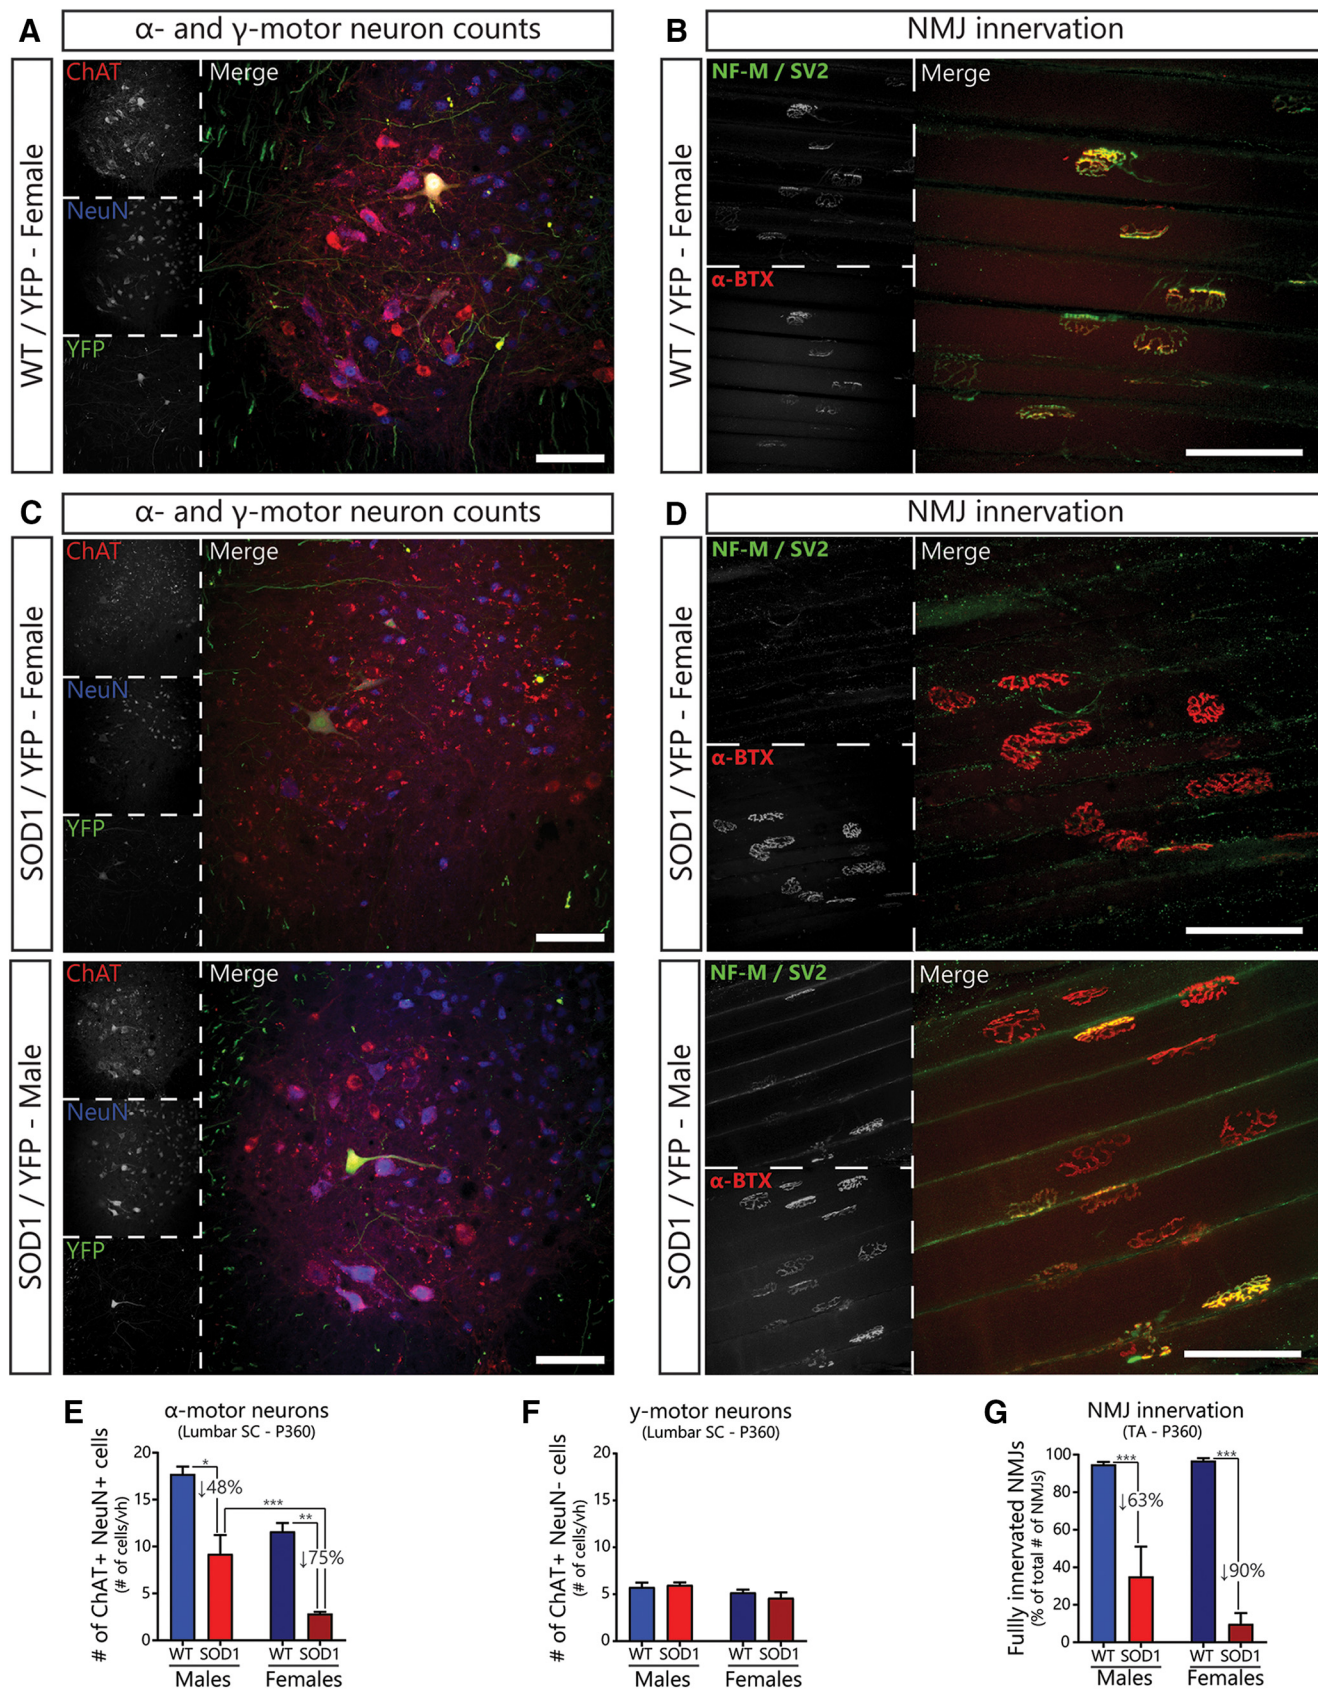 A
α- and γ-motor neuron counts
WT / YFP - Female
ChAT
NeuN
YFP
Merge
B
NMJ innervation
WT / YFP - Female
NF-M / SV2
α-BTX
Merge
C
α- and γ-motor neuron counts
SOD1 / YFP - Female
ChAT
NeuN
YFP
Merge
SOD1 / YFP - Male
ChAT
NeuN
YFP
Merge
D
NMJ innervation
SOD1 / YFP - Female
NF-M / SV2
α-BTX
Merge
SOD1 / YFP - Male
NF-M / SV2
α-BTX
Merge
E
α-motor neurons
(Lumbar SC - P360)
# of ChAT+ NeuN+ cells
(# of cells/vh)
20
15
10
5
0
*
↓48%
***
**
↓75%
WT SOD1 WT SOD1
Males Females
F
y-motor neurons
(Lumbar SC - P360)
# of ChAT+ NeuN- cells
(# of cells/vh)
20
15
10
5
0
WT SOD1 WT SOD1
Males Females
G
NMJ innervation
(TA - P360)
Fullly innervated NMJs
(% of total # of NMJs)
100
80
60
40
20
0
***
↓63%
***
↓90%
WT SOD1 WT SOD1
Males Females